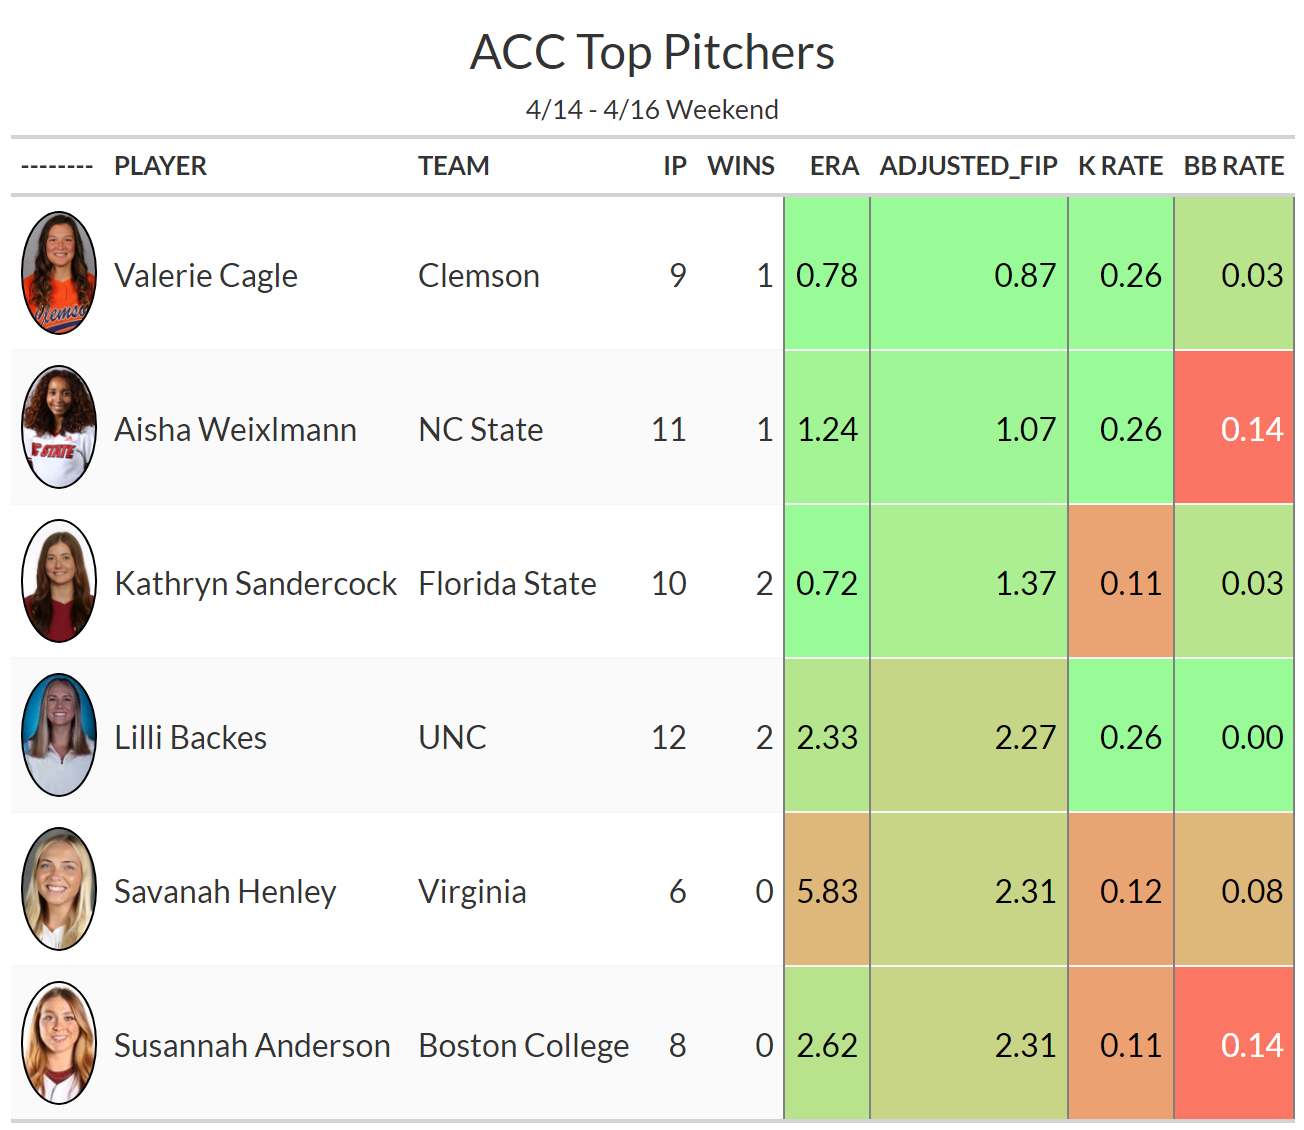 ACC Top Pitchers
4/14 - 4/16 Weekend
-------- PLAYER TEAM IP WINS ERA ADJUSTED_FIP K RATE BB RATE
Valerie Cagle Clemson 9 1 0.78 0.87 0.26 0.03
Aisha Weixlmann NC State 11 1 1.24 1.07 0.26 0.14
Kathryn Sandercock Florida State 10 2 0.72 1.37 0.11 0.03
Lilli Backes UNC 12 2 2.33 2.27 0.26 0.00
Savanah Henley Virginia 6 0 5.83 2.31 0.12 0.08
Susannah Anderson Boston College 8 0 2.62 2.31 0.11 0.14
Clemson
STATE